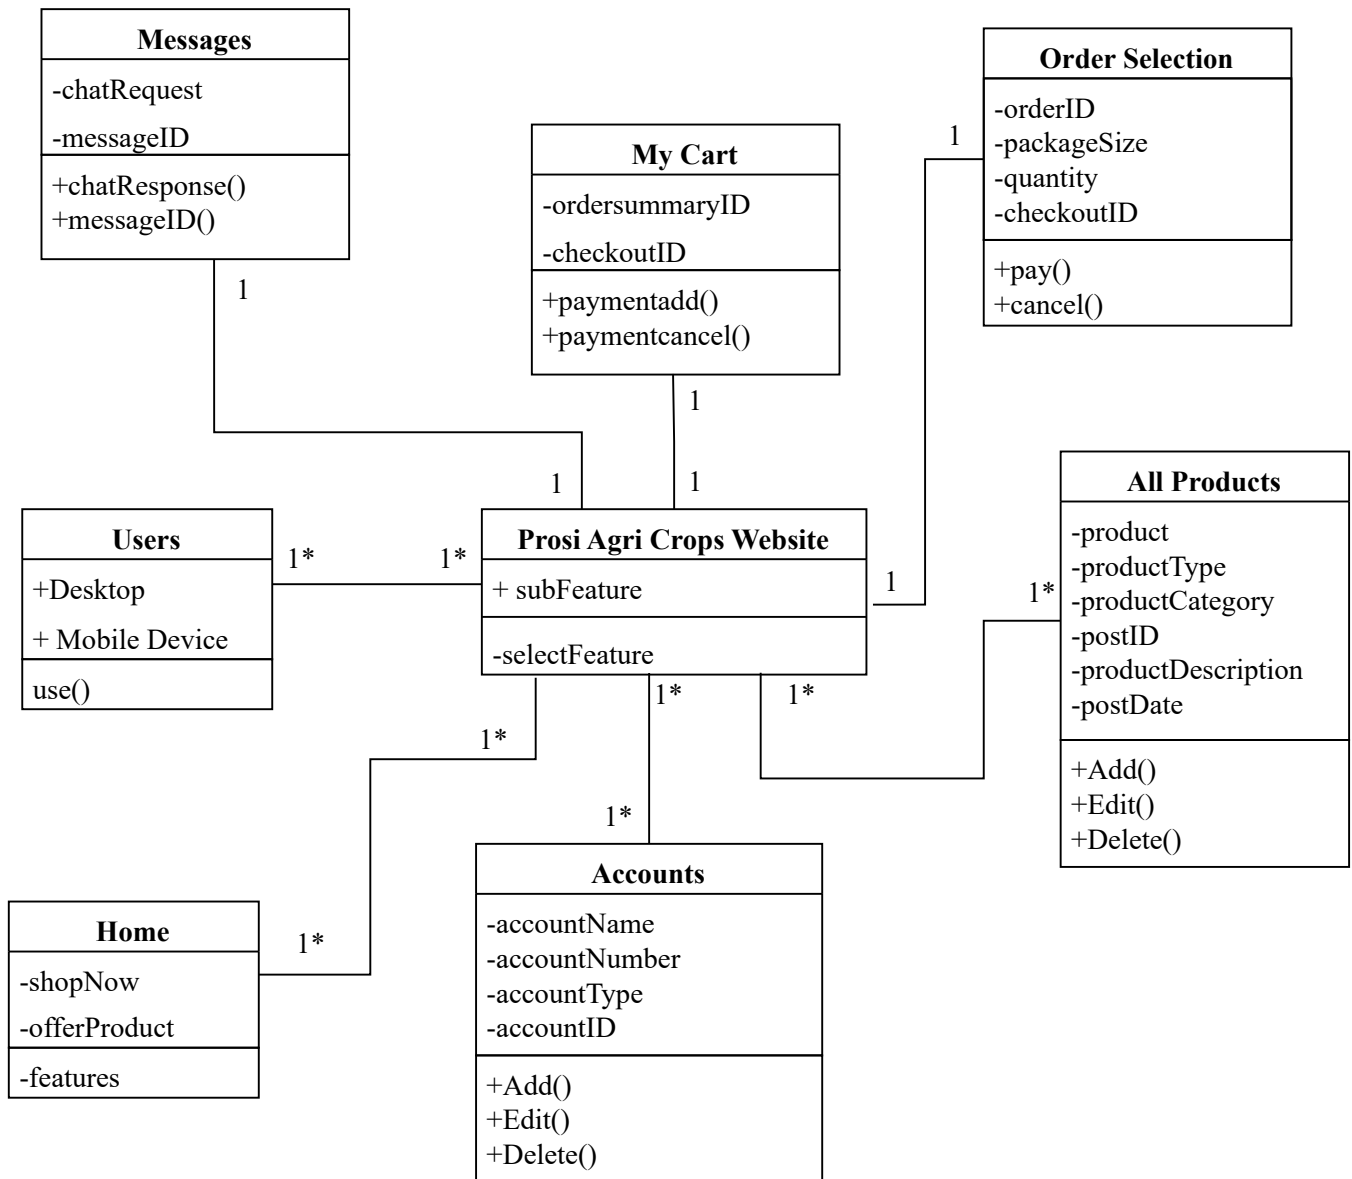 Messages
-chatRequest
-messageID
+chatResponse()
+messageID()
1
My Cart
-ordersummaryID
-checkoutID
+paymentadd()
+paymentcancel()
1
Order Selection
-orderID
-packageSize
-quantity
-checkoutID
+pay()
+cancel()
1
1
1
1
Users
+Desktop
+ Mobile Device
use()
1*
1*
Prosi Agri Crops Website
+ subFeature
-selectFeature
All Products
-product
-productType
-productCategory
-postID
-productDescription
-postDate
+Add()
+Edit()
+Delete()
1*
1*
1*
1*
1*
Home
-shopNow
-offerProduct
-features
1*
Accounts
-accountName
-accountNumber
-accountType
-accountID
+Add()
+Edit()
+Delete()